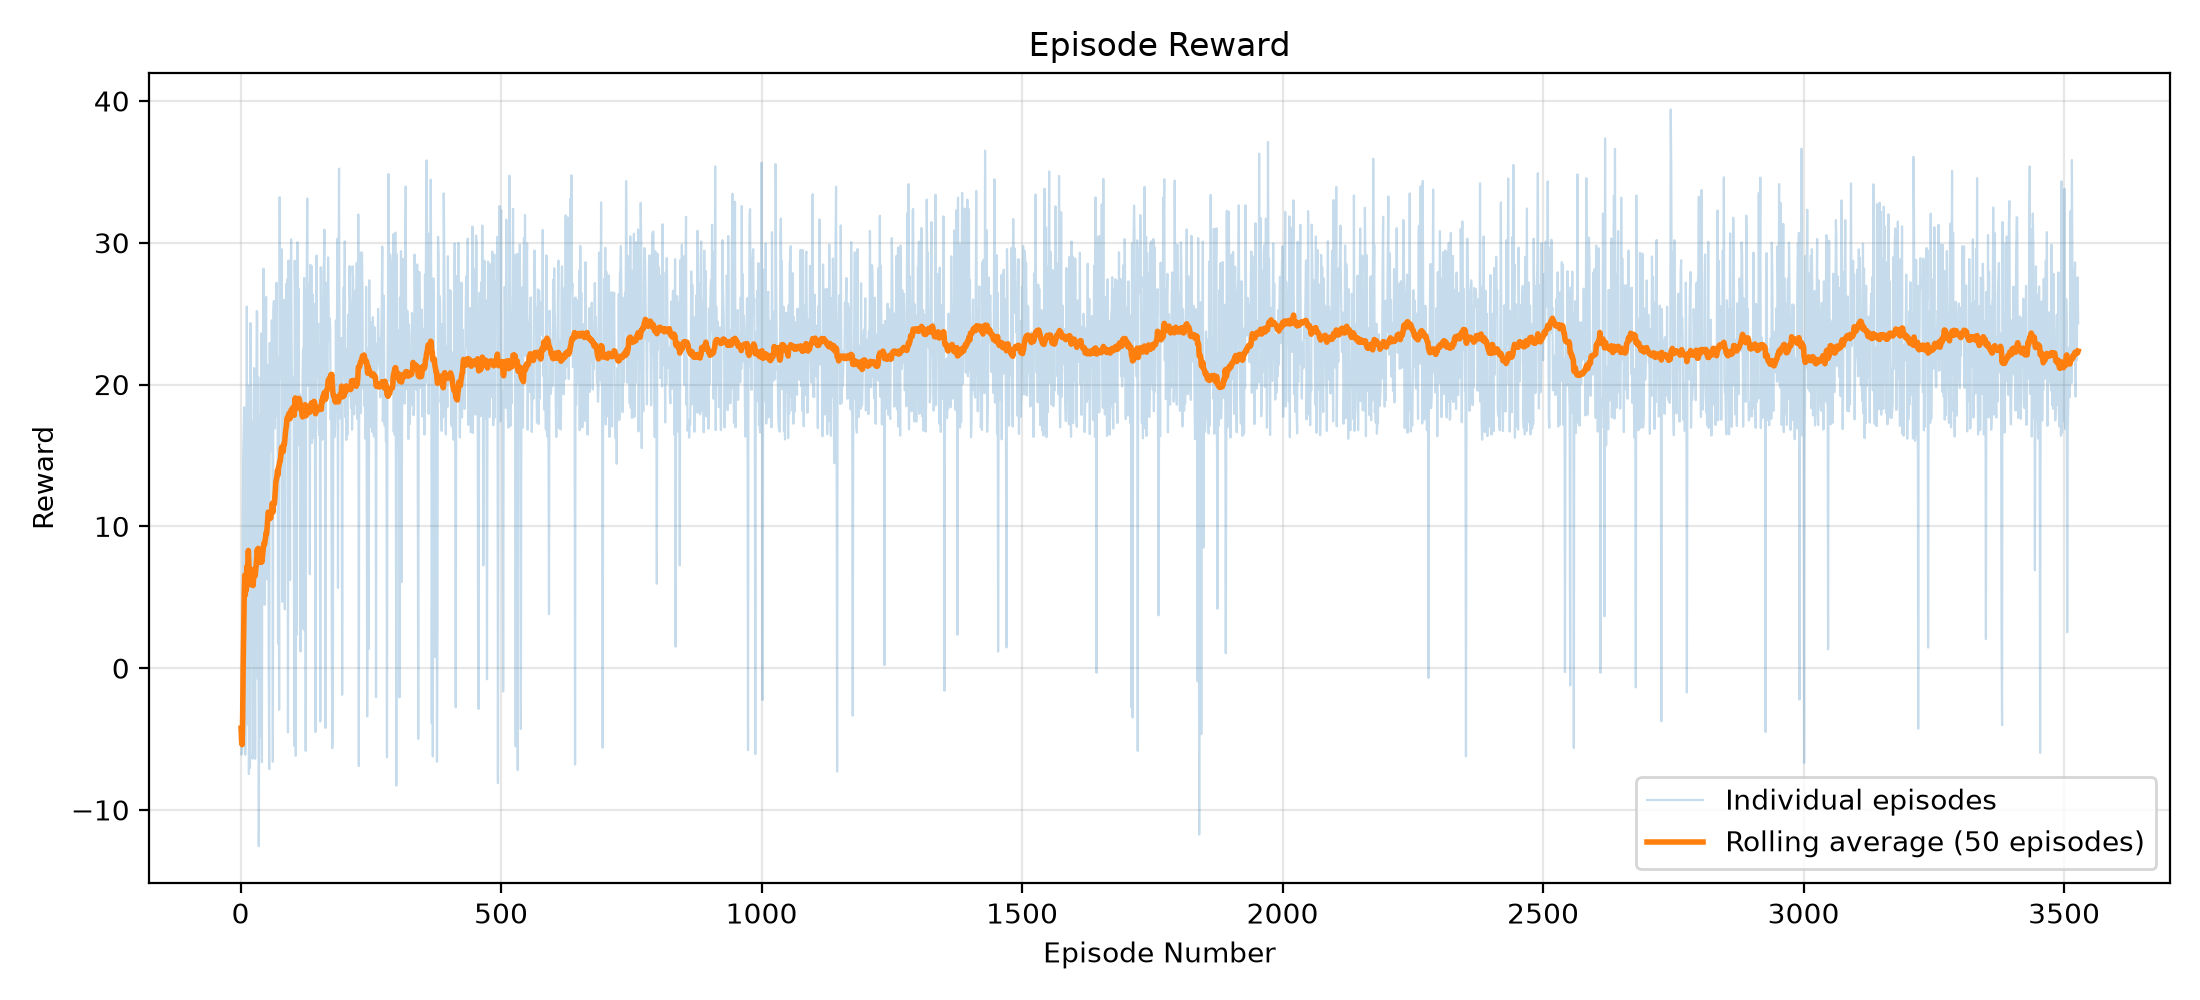 Episode Reward
Reward
40
30
20
10
0
−10
0 500 1000 1500 2000 2500 3000 3500
Episode Number
Individual episodes
Rolling average (50 episodes)